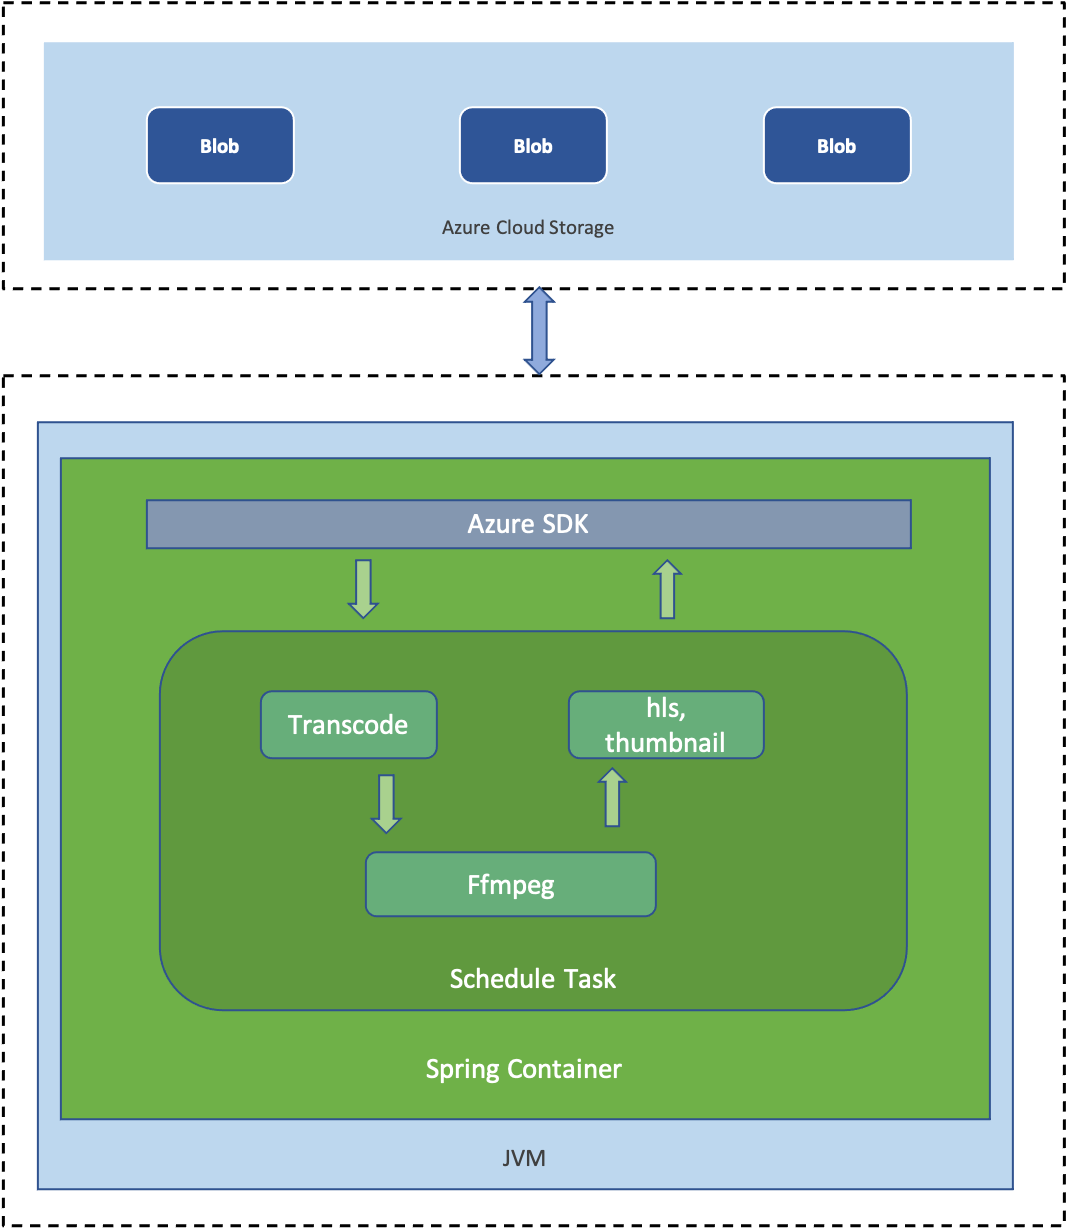 Blob
Blob
Blob
Azure Cloud Storage
Azure SDK
Transcode
hls,
thumbnail
Ffmpeg
Schedule Task
Spring Container
JVM